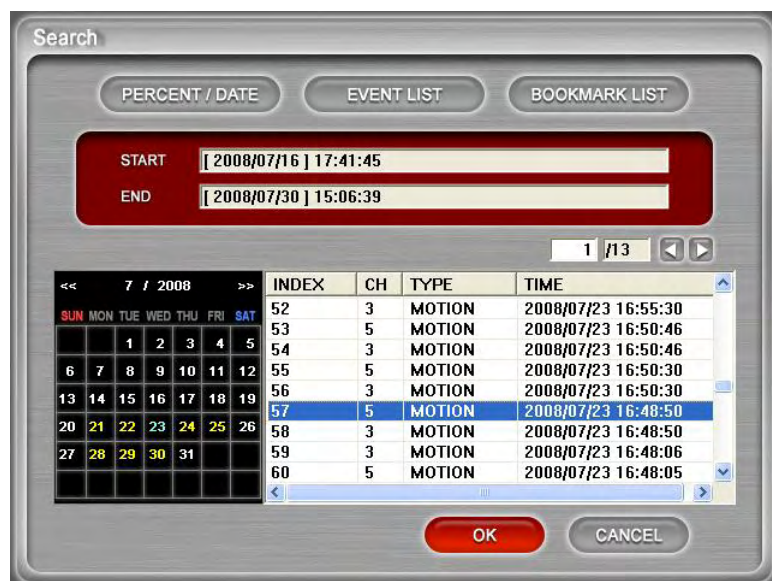 Search
PERCENT / DATE EVENT LIST BOOKMARK LIST
START [ 2008/07/16 ] 17:41:45
END [ 2008/07/30 ] 15:06:39
1 /13
<< 7 / 2008 >>
SUN MON TUE WED THU FRI SAT
1 2 3 4 5
6 7 8 9 10 11 12
13 14 15 16 17 18 19
20 21 22 23 24 25 26
27 28 29 30 31
INDEX CH TYPE TIME
52 3 MOTION 2008/07/23 16:55:30
53 5 MOTION 2008/07/23 16:50:46
54 3 MOTION 2008/07/23 16:50:46
55 5 MOTION 2008/07/23 16:50:30
56 3 MOTION 2008/07/23 16:50:30
57 5 MOTION 2008/07/23 16:48:50
58 3 MOTION 2008/07/23 16:48:50
59 3 MOTION 2008/07/23 16:48:06
60 5 MOTION 2008/07/23 16:48:05
OK CANCEL